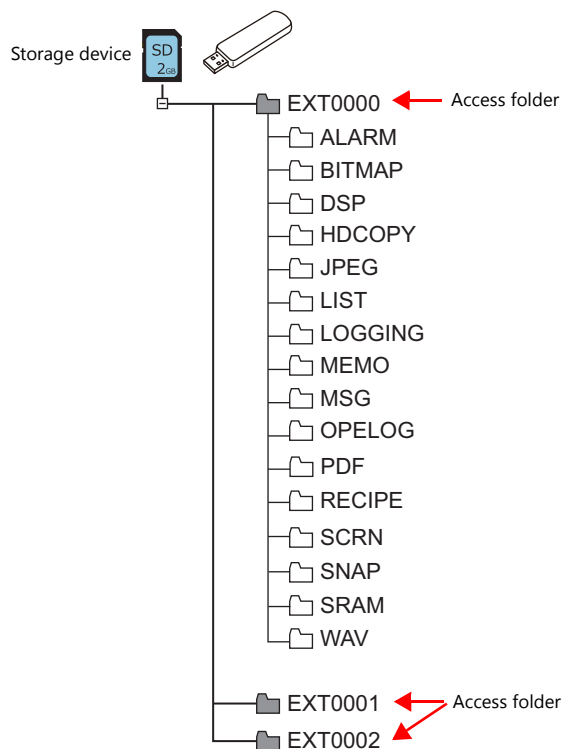 Storage device
SD
2GB
EXT0000
Access folder
ALARM
BITMAP
DSP
HDCOPY
JPEG
LIST
LOGGING
MEMO
MSG
OPELOG
PDF
RECIPE
SCRN
SNAP
SRAM
WAV
EXT0001
Access folder
EXT0002